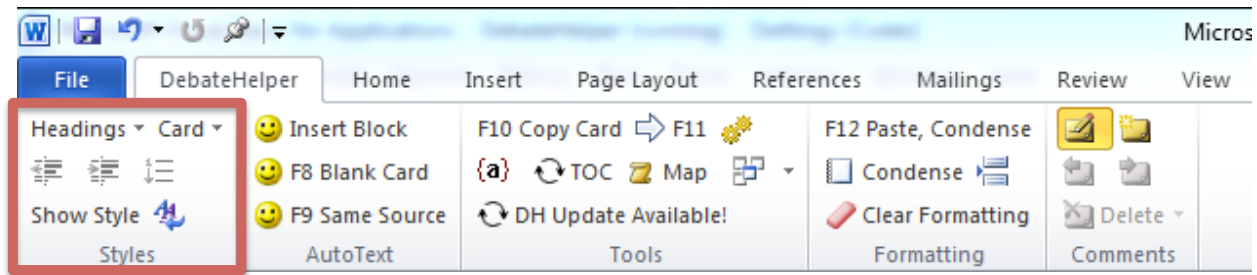 W
Micros
File DebateHelper Home Insert Page Layout References Mailings Review View
Headings Card Insert Block F10 Copy Card F11 F12 Paste, Condense
F8 Blank Card {a} TOC Map Condense
Show Style F9 Same Source DH Update Available! Clear Formatting Delete
Styles AutoText Tools Formatting Comments